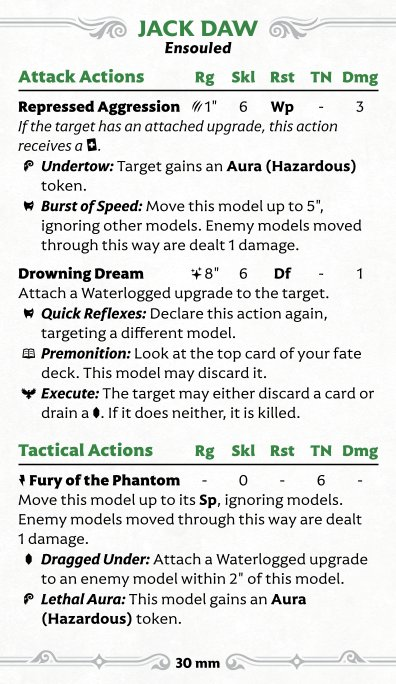 JACK DAW
Ensouled
Attack Actions Rg Skl Rst TN Dmg
Repressed Aggression 1" 6 Wp - 3
If the target has an attached upgrade, this action
receives a .
Undertow: Target gains an Aura (Hazardous)
token.
Burst of Speed: Move this model up to 5",
ignoring other models. Enemy models moved
through this way are dealt 1 damage.
Drowning Dream 8" 6 Df - 1
Attach a Waterlogged upgrade to the target.
Quick Reflexes: Declare this action again,
targeting a different model.
Premonition: Look at the top card of your fate
deck. This model may discard it.
Execute: The target may either discard a card or
drain a . If it does neither, it is killed.
Tactical Actions Rg Skl Rst TN Dmg
Fury of the Phantom - 0 - 6 -
Move this model up to its Sp, ignoring models.
Enemy models moved through this way are dealt
1 damage.
Dragged Under: Attach a Waterlogged upgrade
to an enemy model within 2" of this model.
Lethal Aura: This model gains an Aura
(Hazardous) token.
30 mm